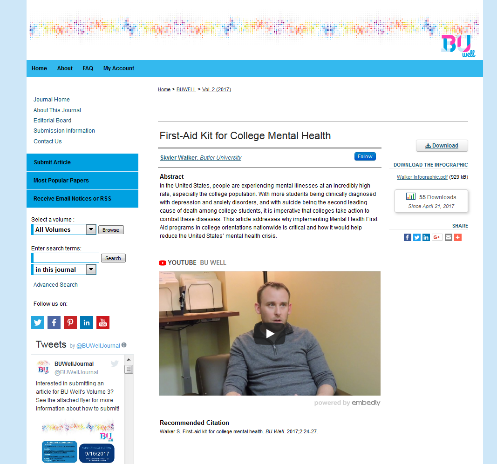 BU
well
Home About FAQ My Account
Home > BUWELL > Vol. 2 (2017)
Journal Home
About This Journal
Editorial Board
Submission Information
Contact Us
Submit Article
Most Popular Papers
Receive Email Notices or RSS
Select a volume :
All Volumes Browse
Enter search terms:
Search
in this journal
Advanced Search
Follow us on:
Tweets by @BUWellJournal
BUWellJournal
@BUWellJournal
Interested in submitting an
article for BU Well's Volume 3?
See the attached flyer for more
information about how to submit!
BU
9/10/2017
First-Aid Kit for College Mental Health
Skyler Walker, Butler University Follow
Abstract
In the United States, people are experiencing mental illnesses at an incredibly high
rate, especially the college population. With more students being clinically diagnosed
with depression and anxiety disorders, and with suicide being the second leading
cause of death among college students, it is imperative that colleges take action to
combat these diseases. This article addresses why implementing Mental Health First
Aid programs in college orientations nationwide is critical and how it would help
reduce the United States' mental health crisis.
YOUTUBE BU WELL
powered by embedly
Recommended Citation
Walker S. First-aid kit for college mental health. BU Well. 2017;2:24-27.
Download
DOWNLOAD THE INFOGRAPHIC
Walker Infographic.pdf (929 kB)
55 Downloads
Since April 21, 2017
SHARE